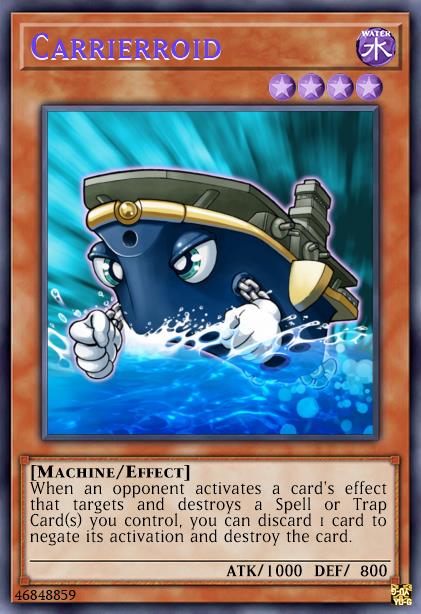 CARRIERROID
WATER
水
[MACHINE/EFFECT]
When an opponent activates a card's effect
that targets and destroys a Spell or Trap
Card(s) you control, you can discard 1 card to
negate its activation and destroy the card.
ATK/1000 DEF/ 800
46848859